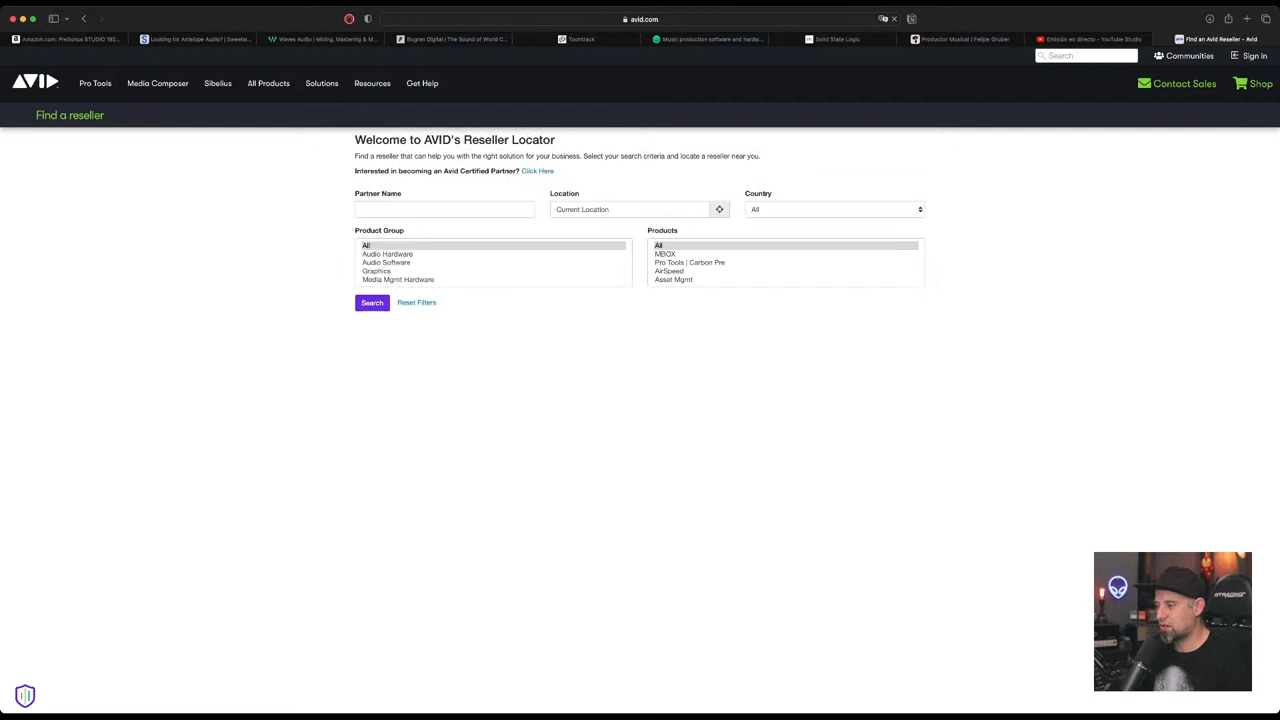 avid.com
Amazon.com: PreSonus STUDIO 192...
Looking for Antelope Audio? | Sweetw...
Waves Audio | Mixing, Mastering & M...
Bogren Digital | The Sound of World C...
Toontrack
Music production software and hardw...
Solid State Logic
Productor Musical | Felipe Gruber
Emisión en directo - YouTube Studio
Find an Avid Reseller - Avid
Search
Communities
Sign in
AVID
Pro Tools
Media Composer
Sibelius
All Products
Solutions
Resources
Get Help
Contact Sales
Shop
Find a reseller
Welcome to AVID's Reseller Locator
Find a reseller that can help you with the right solution for your business. Select your search criteria and locate a reseller near you.
Interested in becoming an Avid Certified Partner? Click Here
Partner Name
Location
Country
Current Location
All
Product Group
Products
All
Audio Hardware
Audio Software
Graphics
Media Mgmt Hardware
All
MBOX
Pro Tools | Carbon Pre
AirSpeed
Asset Mgmt
Search
Reset Filters